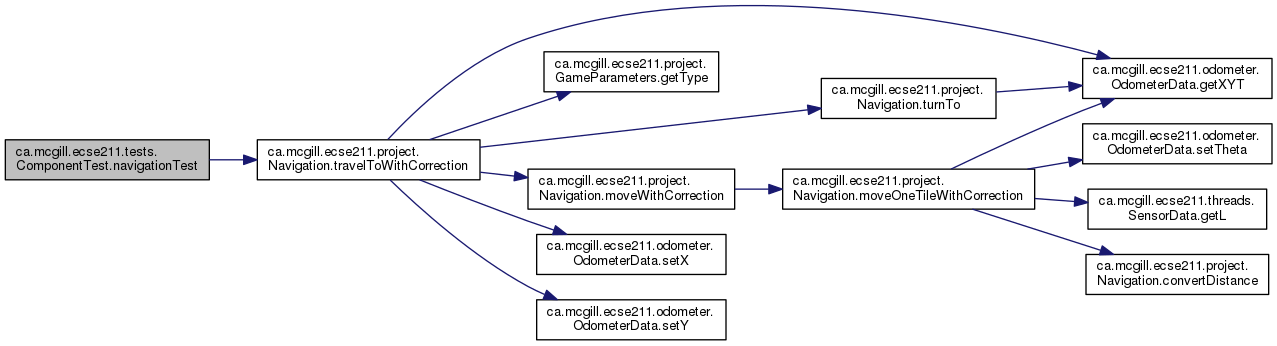 ca.mcgill.ecse211.tests.
ComponentTest.navigationTest
ca.mcgill.ecse211.project.
Navigation.travelToWithCorrection
ca.mcgill.ecse211.project.
GameParameters.getType
ca.mcgill.ecse211.project.
Navigation.turnTo
ca.mcgill.ecse211.project.
Navigation.moveWithCorrection
ca.mcgill.ecse211.odometer.
OdometerData.setX
ca.mcgill.ecse211.odometer.
OdometerData.setY
ca.mcgill.ecse211.project.
Navigation.moveOneTileWithCorrection
ca.mcgill.ecse211.odometer.
OdometerData.getXYT
ca.mcgill.ecse211.odometer.
OdometerData.setTheta
ca.mcgill.ecse211.threads.
SensorData.getL
ca.mcgill.ecse211.project.
Navigation.convertDistance